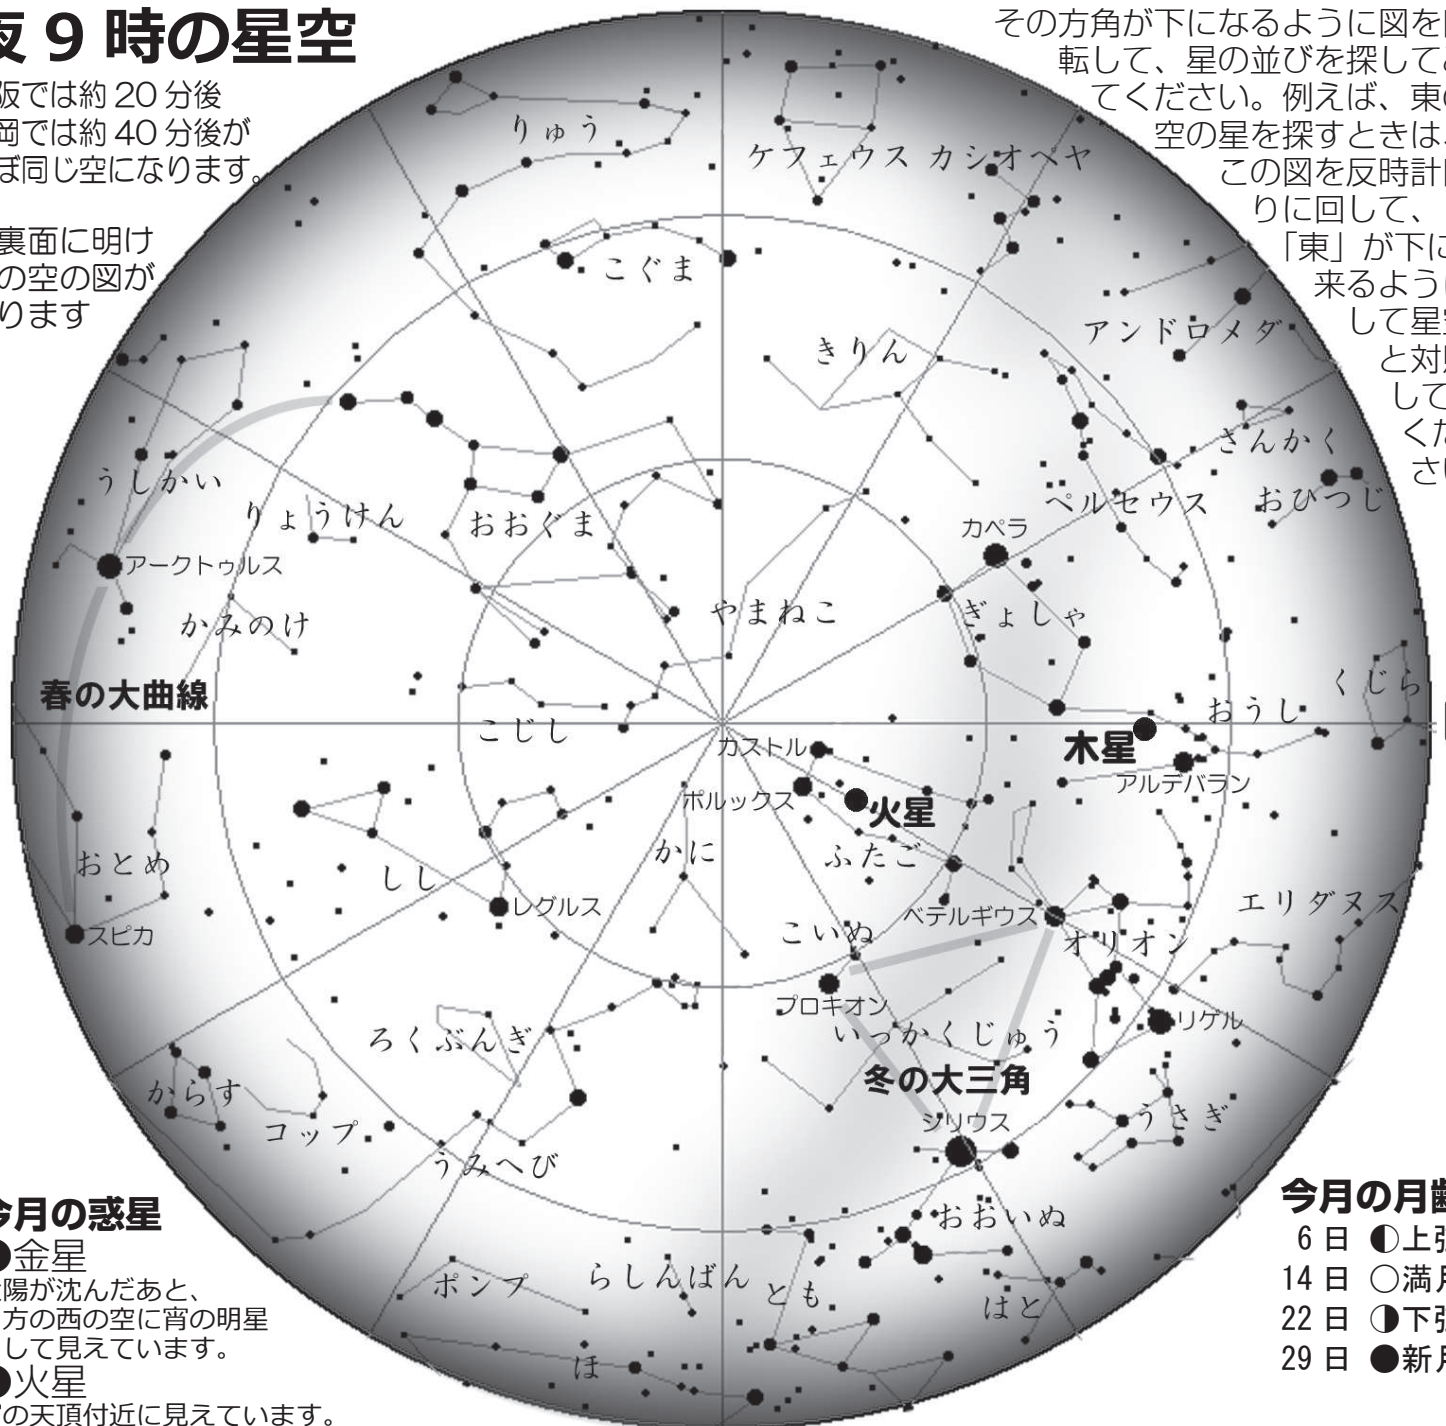 夜 9 時の星空
阪では約 20 分後
岡では約 40 分後が
ぼ同じ空になります。
裏面に明け
の空の図が
ります
その方角が下になるように図を
転して、星の並びを探して
てください。例えば、東の
空の星を探すときは、
この図を反時計
りに回して、
「東」が下に
来るように
して星空
と対照
して
くだ
さい
りゅう
ケフェウス
カシオペヤ
こぐま
アンドロメダ
きりん
さんかく
うしかい
りょうけん
おおぐま
ペルセウス
おひつじ
カペラ
アークトゥルス
かみのけ
やまねこ
ぎょしゃ
くじら
春の大曲線
こじし
おうし
カストル
木星
アルデバラン
ポルックス
火星
ふたご
かに
おとめ
しし
レグルス
エリダヌス
ベテルギウス
スピカ
こいぬ
オリオン
プロキオン
リゲル
ろくぶんぎ
いっかくじゅう
冬の大三角
からす
コップ
シリウス
うさぎ
うみへび
おおいぬ
ポンプ
らしんばん
とも
はと
ほ
今月の惑星
●金星
陽が沈んだあと、
方の西の空に宵の明星
して見えています。
●火星
の天頂付近に見えています。
今月の月齢
6 日 ◐上弦
14 日 ○満月
22 日 ◑下弦
29 日 ●新月